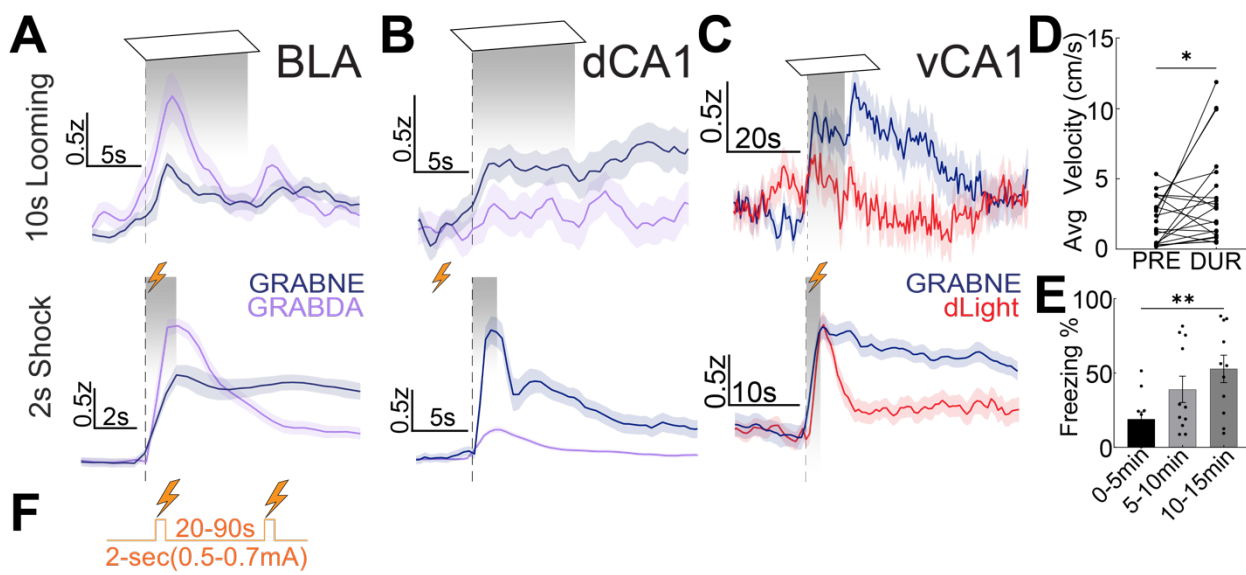 A
BLA
B
dCA1
C
vCA1
D
10s Looming
0.5z
5s
0.5z
5s
0.5z
20s
Avg Velocity (cm/s)
15
10
5
0
*
PRE
DUR
2s Shock
GRABNE
GRABDA
0.5z
2s
0.5z
5s
GRABNE
dLight
0.5z
10s
E
Freezing %
100
50
0
**
0-5min
5-10min
10-15min
F
20-90s
2-sec(0.5-0.7mA)